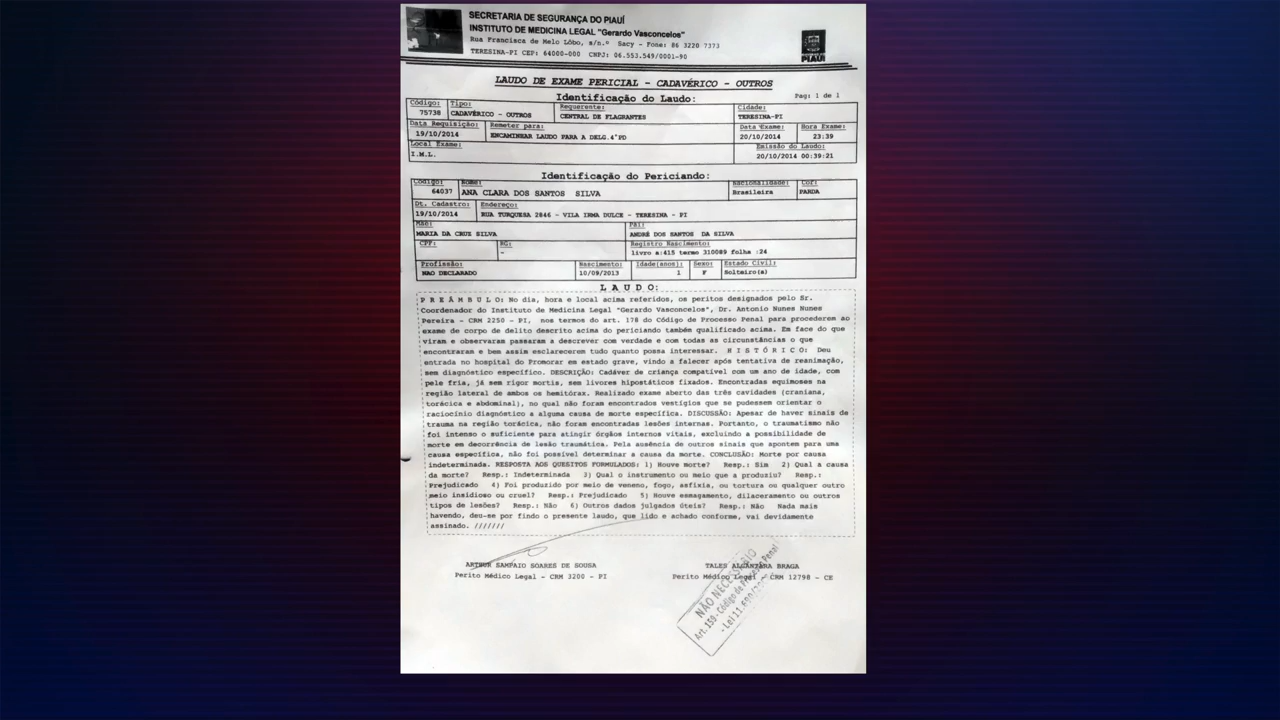 SECRETARIA DE SEGURANÇA DO PIAUÍ
INSTITUTO DE MEDICINA LEGAL "Gerardo Vasconcelos"
Rua Francisca de Melo Lôbo, s/n.º Sacy - Fone: 86 3220 7373
TERESINA-PI CEP: 64000-000 CNPJ: 06.553.549/0001-90
PIAUÍ
LAUDO DE EXAME PERICIAL - CADAVÉRICO - OUTROS
Identificação do Laudo: Pag: 1 de 1
Código: Tipo: Requerente: Cidade:
75738 CADAVÉRICO - OUTROS CENTRAL DE FLAGRANTES TERESINA-PI
Data Requisição: Remeter para: Data Exame: Hora Exame:
19/10/2014 ENCAMINHAR LAUDO PARA A DELG.4ªPD 20/10/2014 23:39
Local Exame: Emissão do Laudo:
I.M.L. 20/10/2014 00:39:21
Identificação do Periciando:
Código: Nome: Nacionalidade: Cor:
64037 ANA CLARA DOS SANTOS SILVA Brasileira PARDA
Dt. Cadastro: Endereço:
19/10/2014 RUA TURQUESA 2846 - VILA IRMA DULCE - TERESINA - PI
Mãe: Pai:
MARIA DA CRUZ SILVA ANDRÉ DOS SANTOS DA SILVA
CPF: RG: Registro Nascimento:
- livro a:415 termo 310089 folha :24
Profissão: Nascimento: Idade(anos): Sexo: Estado Civil:
NAO DECLARADO 10/09/2013 1 F Solteiro(a)
L A U D O:
P R E Â M B U L O: No dia, hora e local acima referidos, os peritos designados pelo Sr.
Coordenador do Instituto de Medicina Legal "Gerardo Vasconcelos", Dr. Antonio Nunes Nunes
Pereira - CRM 2250 - PI, nos termos do art. 178 do Código de Processo Penal para procederem ao
exame de corpo de delito descrito acima do periciando também qualificado acima. Em face do que
viram e observaram passaram a descrever com verdade e com todas as circunstâncias o que
encontraram e bem assim esclarecerem tudo quanto possa interessar. H I S T Ó R I C O: Deu
entrada no hospital do Promorar em estado grave, vindo a falecer após tentativa de reanimação,
sem diagnóstico específico. DESCRIÇÃO: Cadáver de criança compatível com um ano de idade, com
pele fria, já sem rigor mortis, sem livores hipostáticos fixados. Encontradas equimoses na
região lateral de ambos os hemitórax. Realizado exame aberto das três cavidades (craniana,
torácica e abdominal), no qual não foram encontrados vestígios que se pudessem orientar o
raciocínio diagnóstico a alguma causa de morte específica. DISCUSSÃO: Apesar de haver sinais de
trauma na região torácica, não foram encontradas lesões internas. Portanto, o traumatismo não
foi intenso o suficiente para atingir órgãos internos vitais, excluindo a possibilidade de
morte em decorrência de lesão traumática. Pela ausência de outros sinais que apontem para uma
causa específica, não foi possível determinar a causa da morte. CONCLUSÃO: Morte por causa
indeterminada. RESPOSTA AOS QUESITOS FORMULADOS: 1) Houve morte? Resp.: Sim 2) Qual a causa
da morte? Resp.: Indeterminada 3) Qual o instrumento ou meio que a produziu? Resp.:
Prejudicado 4) Foi produzido por meio de veneno, fogo, asfixia, ou tortura ou qualquer outro
meio insidioso ou cruel? Resp.: Prejudicado 5) Houve esmagamento, dilaceramento ou outros
tipos de lesões? Resp.: Não 6) Outros dados julgados úteis? Resp.: Não Nada mais
havendo, deu-se por findo o presente laudo, que lido e achado conforme, vai devidamente
assinado. ///////
ARTHUR SAMPAIO SOARES DE SOUSA TALES ALCÂNTARA BRAGA
Perito Médico Legal - CRM 3200 - PI Perito Médico Legal - CRM 12798 - CE
NÃO NECESSÁRIO
Art. 159 - Código de Processo Penal
- Lei 11.690